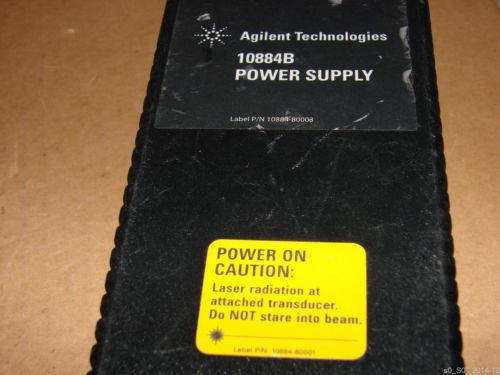 Agilent Technologies
10884B
POWER SUPPLY
Label P/N 10884-80003
POWER ON
CAUTION:
Laser radiation at
attached transducer.
Do NOT stare into beam.
Label P/N 10884-80001